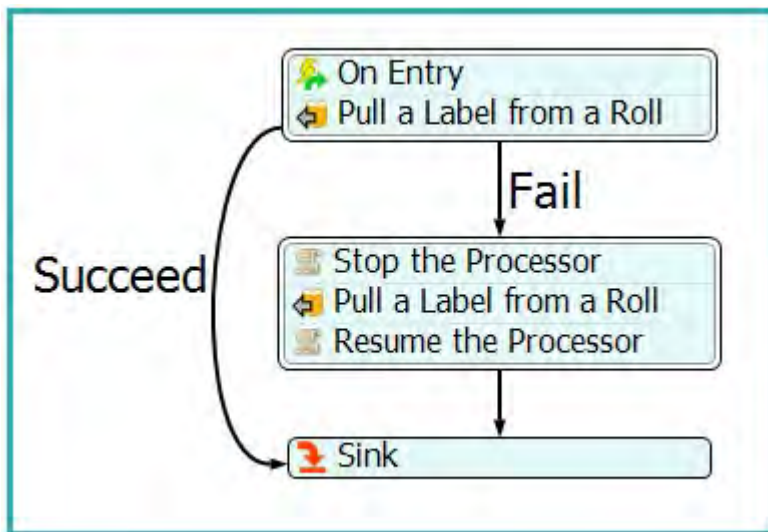 On Entry
Pull a Label from a Roll
Fail
Succeed
Stop the Processor
Pull a Label from a Roll
Resume the Processor
Sink